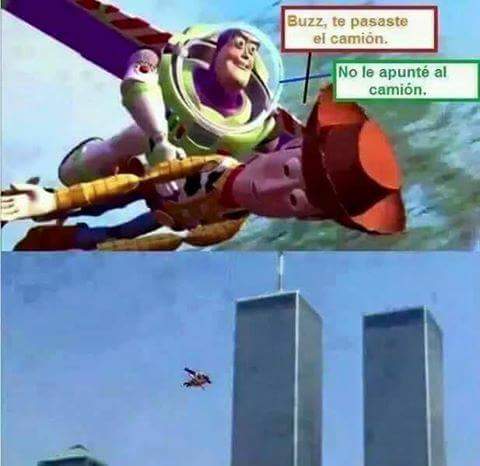 Buzz, te pasaste
el camión.
No le apunté al
camión.